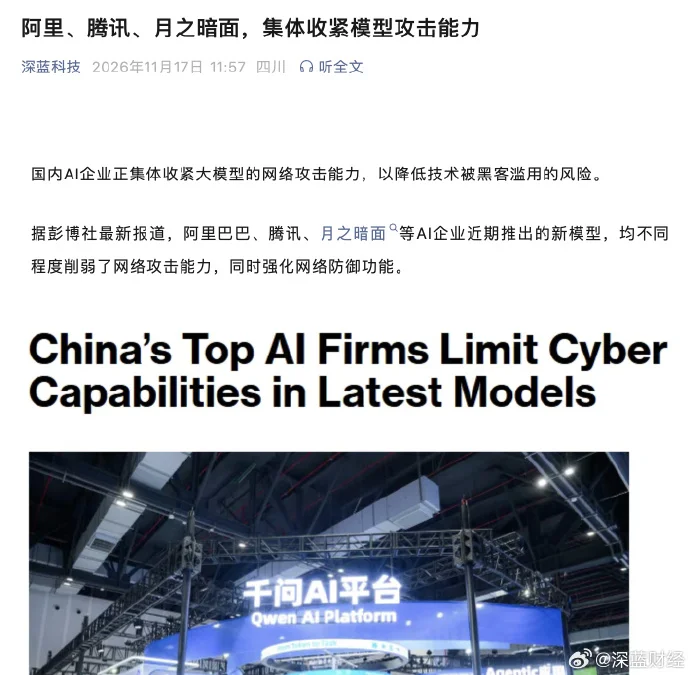 阿里、腾讯、月之暗面，集体收紧模型攻击能力
深蓝科技 2026年11月17日 11:57 四川 听全文
国内AI企业正集体收紧大模型的网络攻击能力，以降低技术被黑客滥用的风险。
据彭博社最新报道，阿里巴巴、腾讯、月之暗面等AI企业近期推出的新模型，均不同
程度削弱了网络攻击能力，同时强化网络防御功能。
China's Top AI Firms Limit Cyber
Capabilities in Latest Models
千问AI平台
Qwen AI Platform
@深蓝财经